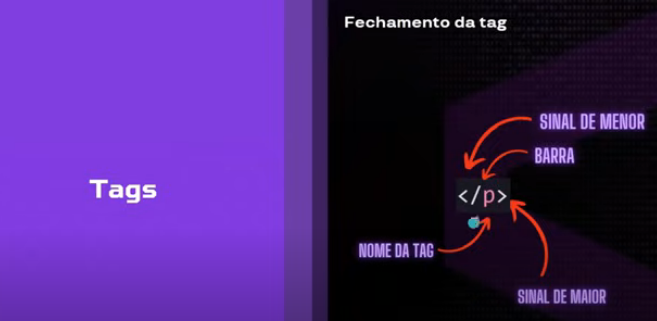 Tags
Fechamento da tag
SINAL DE MENOR
BARRA
</p>
NOME DA TAG
SINAL DE MAIOR